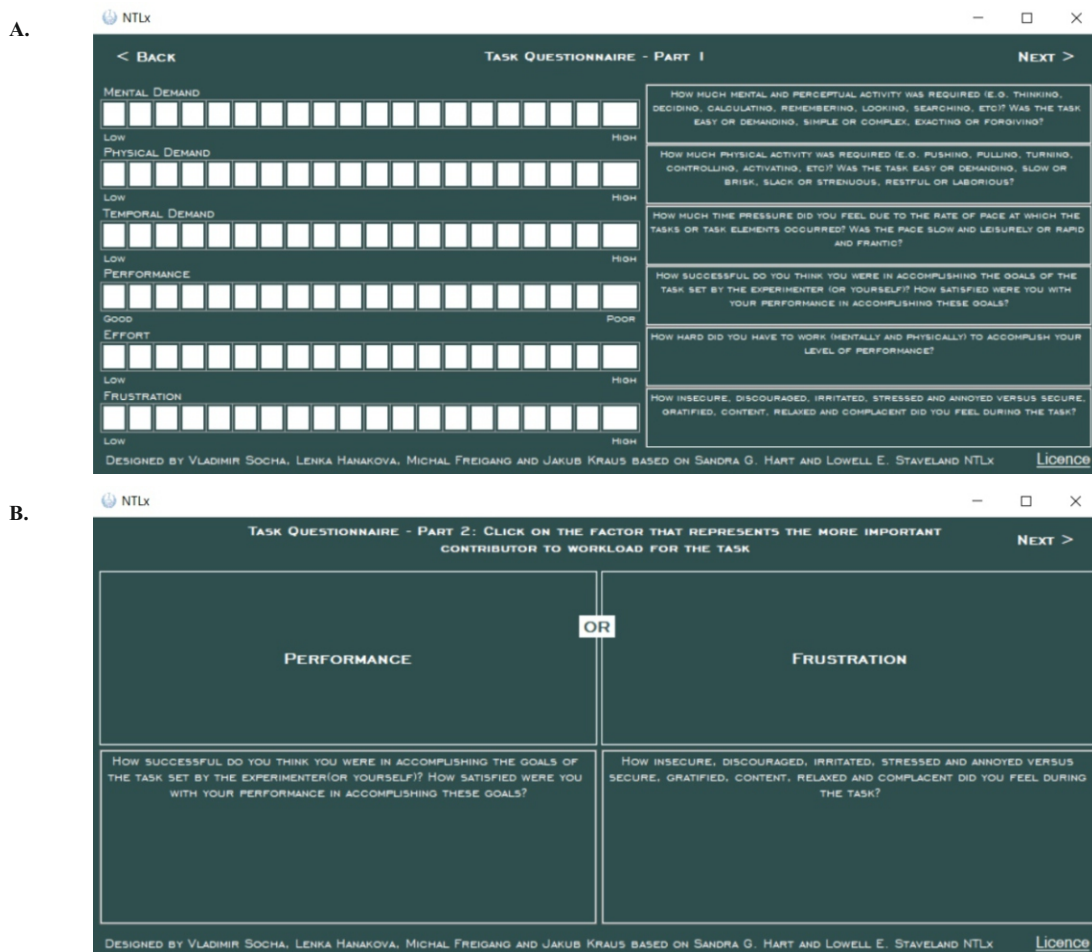 A.
NTLx
< Back
Task Questionnaire - Part 1
Next >
Mental Demand
Low High
How much mental and perceptual activity was required (e.g. thinking,
deciding, calculating, remembering, looking, searching, etc)? Was the task
easy or demanding, simple or complex, exacting or forgiving?
Physical Demand
Low High
How much physical activity was required (e.g. pushing, pulling, turning,
controlling, activating, etc)? Was the task easy or demanding, slow or
brisk, slack or strenuous, restful or laborious?
Temporal Demand
Low High
How much time pressure did you feel due to the rate of pace at which the
tasks or task elements occurred? Was the pace slow and leisurely or rapid
and frantic?
Performance
Good Poor
How successful do you think you were in accomplishing the goals of the
task set by the experimenter (or yourself)? How satisfied were you with
your performance in accomplishing these goals?
Effort
Low High
How hard did you have to work (mentally and physically) to accomplish your
level of performance?
Frustration
Low High
How insecure, discouraged, irritated, stressed and annoyed versus secure,
gratified, content, relaxed and complacent did you feel during the task?
Designed by Vladimir Socha, Lenka Hanakova, Michal Freigang and Jakub Kraus based on Sandra G. Hart and Lowell E. Staveland NTLx
Licence
B.
NTLx
Task Questionnaire - Part 2: Click on the factor that represents the more important
contributor to workload for the task
Next >
Performance
OR
Frustration
How successful do you think you were in accomplishing the goals of
the task set by the experimenter(or yourself)? How satisfied were you
with your performance in accomplishing these goals?
How insecure, discouraged, irritated, stressed and annoyed versus
secure, gratified, content, relaxed and complacent did you feel during
the task?
Designed by Vladimir Socha, Lenka Hanakova, Michal Freigang and Jakub Kraus based on Sandra G. Hart and Lowell E. Staveland NTLx
Licence